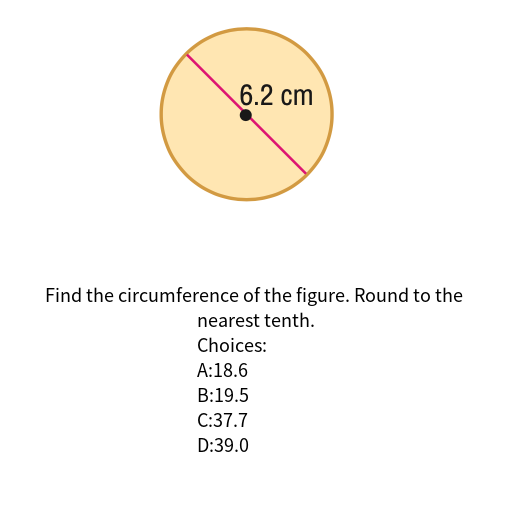 6.2 cm
Find the circumference of the figure. Round to the
nearest tenth.
Choices:
A:18.6
B:19.5
C:37.7
D:39.0